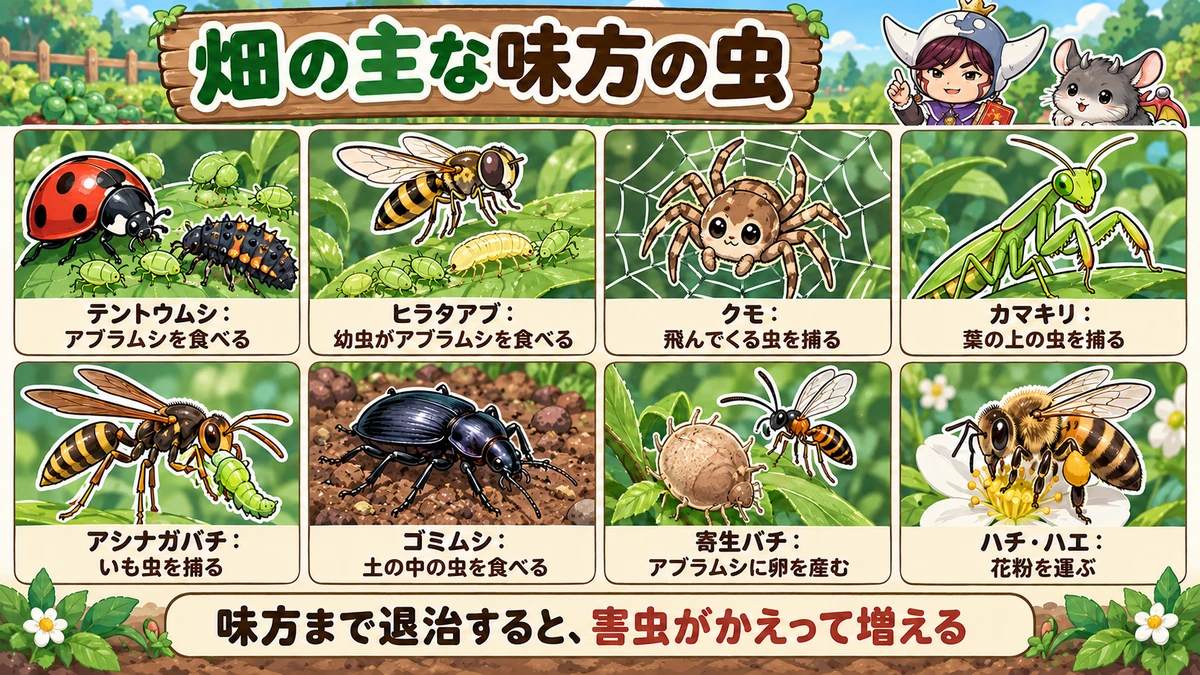 畑の主な味方の虫
テントウムシ：
アブラムシを食べる
ヒラタアブ：
幼虫がアブラムシを食べる
クモ：
飛んでくる虫を捕る
カマキリ：
葉の上の虫を捕る
アシナガバチ：
いも虫を捕る
ゴミムシ：
土の中の虫を食べる
寄生バチ：
アブラムシに卵を産む
ハチ・ハエ：
花粉を運ぶ
味方まで退治すると、害虫がかえって増える